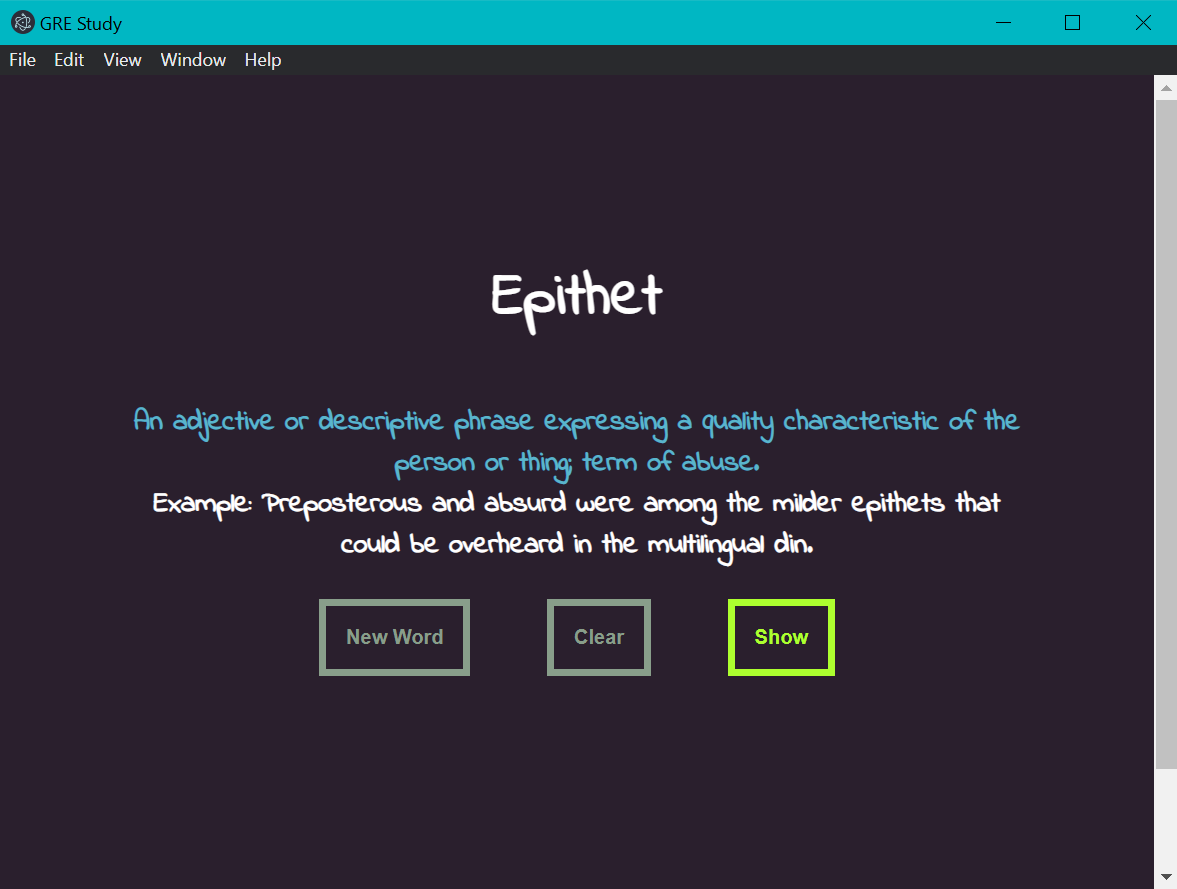 GRE Study
File Edit View Window Help
Epithet
An adjective or descriptive phrase expressing a quality characteristic of the
person or thing; term of abuse.
Example: Preposterous and absurd were among the milder epithets that
could be overheard in the multilingual din.
New Word Clear Show